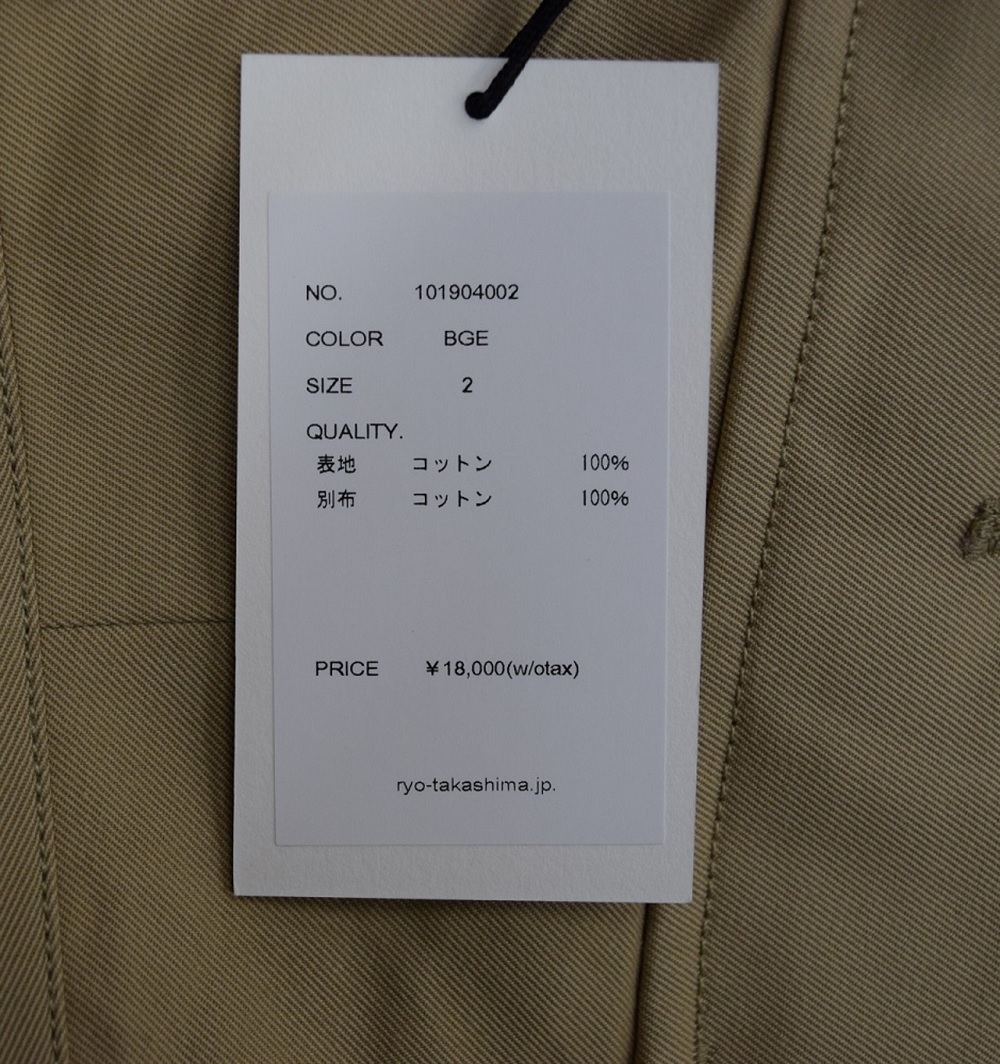 NO. 101904002
COLOR BGE
SIZE 2
QUALITY.
表地 コットン 100%
別布 コットン 100%
PRICE ¥18,000(w/otax)
ryo-takashima.jp.